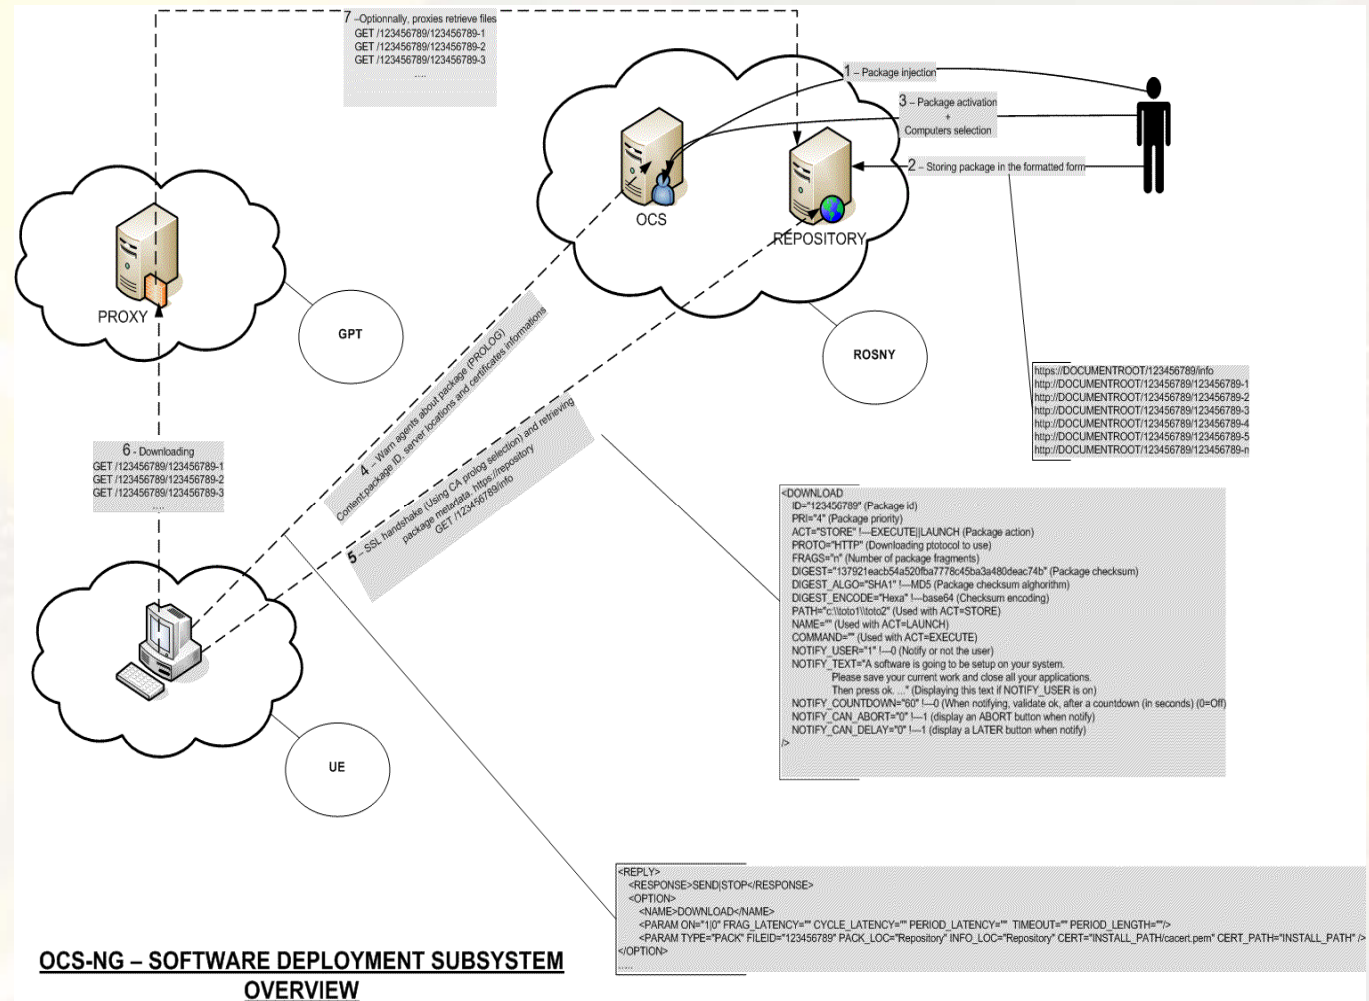 7 –Optionnally, proxies retrieve files
GET /123456789/123456789-1
GET /123456789/123456789-2
GET /123456789/123456789-3
....
1 – Package injection
3 – Package activation
+
Computers selection
2 – Storing package in the formatted form
OCS
REPOSITORY
PROXY
GPT
ROSNY
https://DOCUMENTROOT/123456789/info
http://DOCUMENTROOT/123456789/123456789-1
http://DOCUMENTROOT/123456789/123456789-2
http://DOCUMENTROOT/123456789/123456789-3
http://DOCUMENTROOT/123456789/123456789-4
http://DOCUMENTROOT/123456789/123456789-5
http://DOCUMENTROOT/123456789/123456789-n
4 – Warn agents about package (PROLOG)
Content:package ID, server locations and certificates informations
5 – SSL handshake (Using CA prolog selection) and retrieving
package metadata, https://repository
GET /123456789/info
6 - Downloading
GET /123456789/123456789-1
GET /123456789/123456789-2
GET /123456789/123456789-3
....
<DOWNLOAD
ID="123456789" (Package id)
PRI="4" (Package priority)
ACT="STORE" !---EXECUTE||LAUNCH (Package action)
PROTO="HTTP" (Downloading ptotocol to use)
FRAGS="n" (Number of package fragments)
DIGEST="137921eacb54a520fba7778c45ba3a480deac74b" (Package checksum)
DIGEST_ALGO="SHA1" !---MD5 (Package checksum alghorithm)
DIGEST_ENCODE="Hexa" !---base64 (Checksum encoding)
PATH="c:\\toto1\\toto2" (Used with ACT=STORE)
NAME="" (Used with ACT=LAUNCH)
COMMAND="" (Used with ACT=EXECUTE)
NOTIFY_USER="1" !---0 (Notify or not the user)
NOTIFY_TEXT="A software is going to be setup on your system.
Please save your current work and close all your applications.
Then press ok. ..." (Displaying this text if NOTIFY_USER is on)
NOTIFY_COUNTDOWN="60" !---0 (When notifying, validate ok, after a countdown (in seconds) (0=Off)
NOTIFY_CAN_ABORT="0" !---1 (display an ABORT button when notify)
NOTIFY_CAN_DELAY="0" !---1 (display a LATER button when notify)
/>
UE
<REPLY>
<RESPONSE>SEND|STOP</RESPONSE>
<OPTION>
<NAME>DOWNLOAD</NAME>
<PARAM ON="1|0" FRAG_LATENCY="" CYCLE_LATENCY="" PERIOD_LATENCY="" TIMEOUT="" PERIOD_LENGTH=""/>
<PARAM TYPE="PACK" FILEID="123456789" PACK_LOC="Repository" INFO_LOC="Repository" CERT="INSTALL_PATH/cacert.pem" CERT_PATH="INSTALL_PATH" />
</OPTION>
......
OCS-NG – SOFTWARE DEPLOYMENT SUBSYSTEM
OVERVIEW